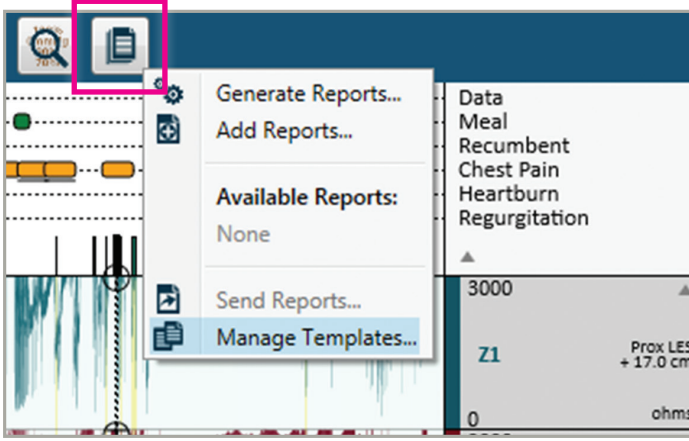 Generate Reports...
Add Reports...
Available Reports:
None
Send Reports...
Manage Templates...
Data
Meal
Recumbent
Chest Pain
Heartburn
Regurgitation
3000
Z1
Prox LES
+ 17.0 cm
0
ohms